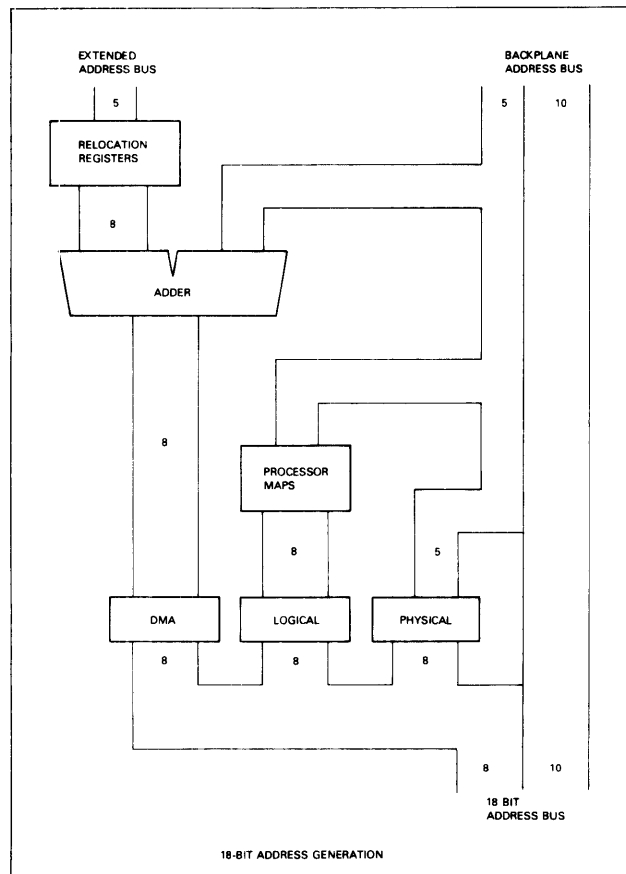 EXTENDED
ADDRESS BUS
BACKPLANE
ADDRESS BUS
5
5
10
RELOCATION
REGISTERS
8
ADDER
8
PROCESSOR
MAPS
8
5
DMA
LOGICAL
PHYSICAL
8
8
8
8
10
18 BIT
ADDRESS BUS
18-BIT ADDRESS GENERATION